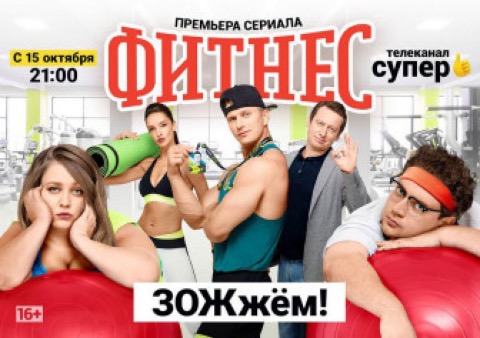 ПРЕМЬЕРА СЕРИАЛА
ФИТНЕС
С 15 октября
21:00
телеканал
супер
ЗОЖжём!
16+